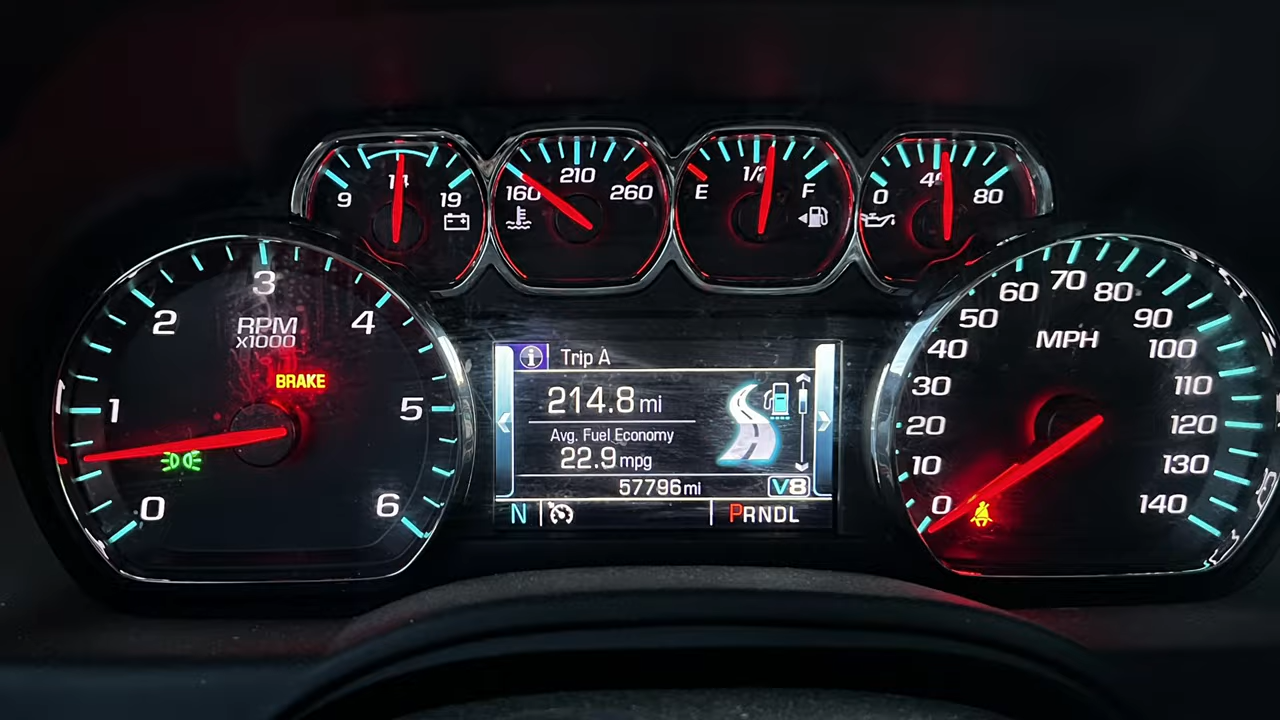 9 14 19
160 210 260
E 1/2 F
0 40 80
0 1 2 3 4 5 6
RPM
x1000
BRAKE
Trip A
214.8 mi
Avg. Fuel Economy
22.9 mpg
57796 mi V8
N PRNDL
0 10 20 30 40 50 60 70 80 90 100 110 120 130 140
MPH